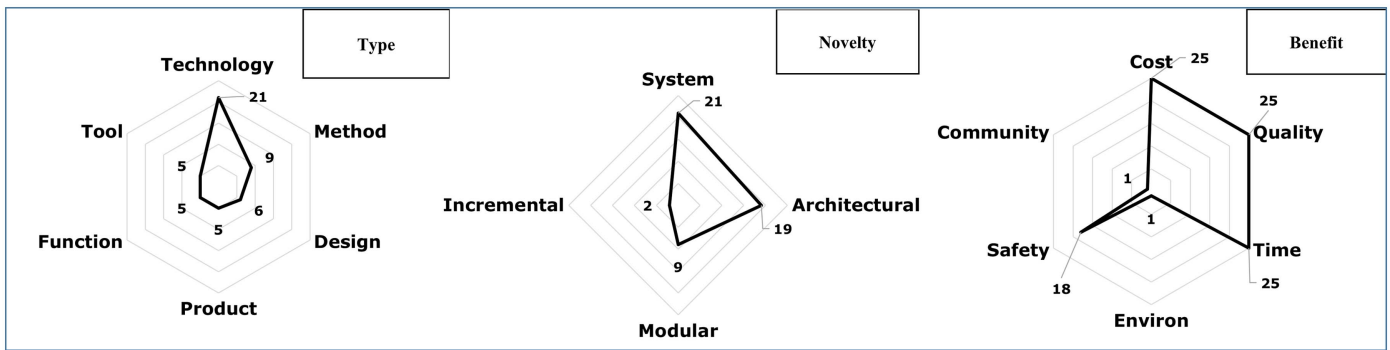 Type
Technology
21
Tool
Method
5
9
5
6
5
Function
Design
Product
Novelty
System
21
Incremental
2
Architectural
19
9
Modular
Benefit
Cost
25
25
Community
Quality
1
1
Safety
Time
18
25
Environ